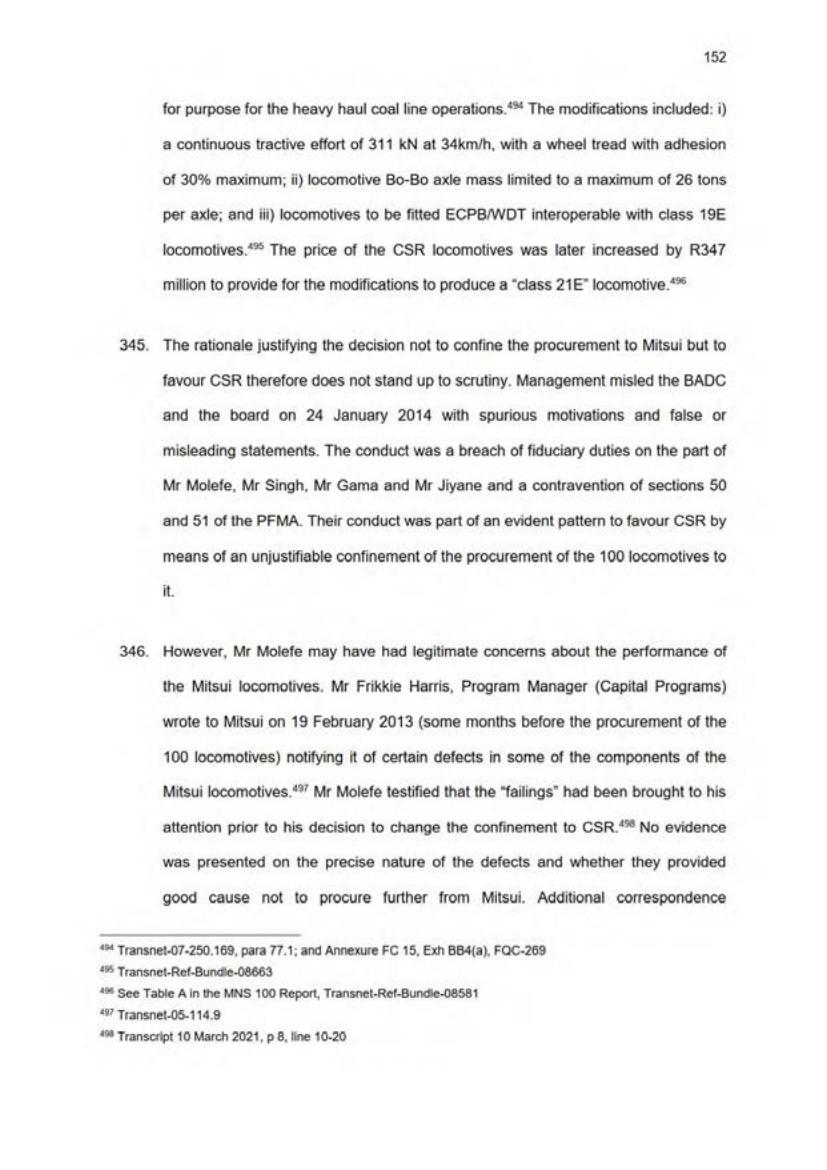 152
for purpose for the heavy haul coal line operations.494 The modifications included: i)
a continuous tractive effort of 311 kN at 34km/h, with a wheel tread with adhesion
of 30% maximum; ii) locomotive Bo-Bo axle mass limited to a maximum of 26 tons
per axle; and iii) locomotives to be fitted ECPB/WDT interoperable with class 19E
locomotives.495 The price of the CSR locomotives was later increased by R347
million to provide for the modifications to produce a "class 21E" locomotive.496
345. The rationale justifying the decision not to confine the procurement to Mitsui but to
favour CSR therefore does not stand up to scrutiny. Management misled the BADC
and the board on 24 January 2014 with spurious motivations and false or
misleading statements. The conduct was a breach of fiduciary duties on the part of
Mr Molefe, Mr Singh, Mr Gama and Mr Jiyane and a contravention of sections 50
and 51 of the PFMA. Their conduct was part of an evident pattern to favour CSR by
means of an unjustifiable confinement of the procurement of the 100 locomotives to
it.
346. However, Mr Molefe may have had legitimate concerns about the performance of
the Mitsui locomotives. Mr Frikkie Harris, Program Manager (Capital Programs)
wrote to Mitsui on 19 February 2013 (some months before the procurement of the
100 locomotives) notifying it of certain defects in some of the components of the
Mitsui locomotives.497 Mr Molefe testified that the "failings" had been brought to his
attention prior to his decision to change the confinement to CSR.498 No evidence
was presented on the precise nature of the defects and whether they provided
good cause not to procure further from Mitsui. Additional correspondence
494 Transnet-07-250.169, para 77.1; and Annexure FC 15, Exh BB4(a), FQC-269
495 Transnet-Ref-Bundle-08663
496 See Table A in the MNS 100 Report, Transnet-Ref-Bundle-08581
497 Transnet-05-114.9
498 Transcript 10 March 2021, p 8, line 10-20